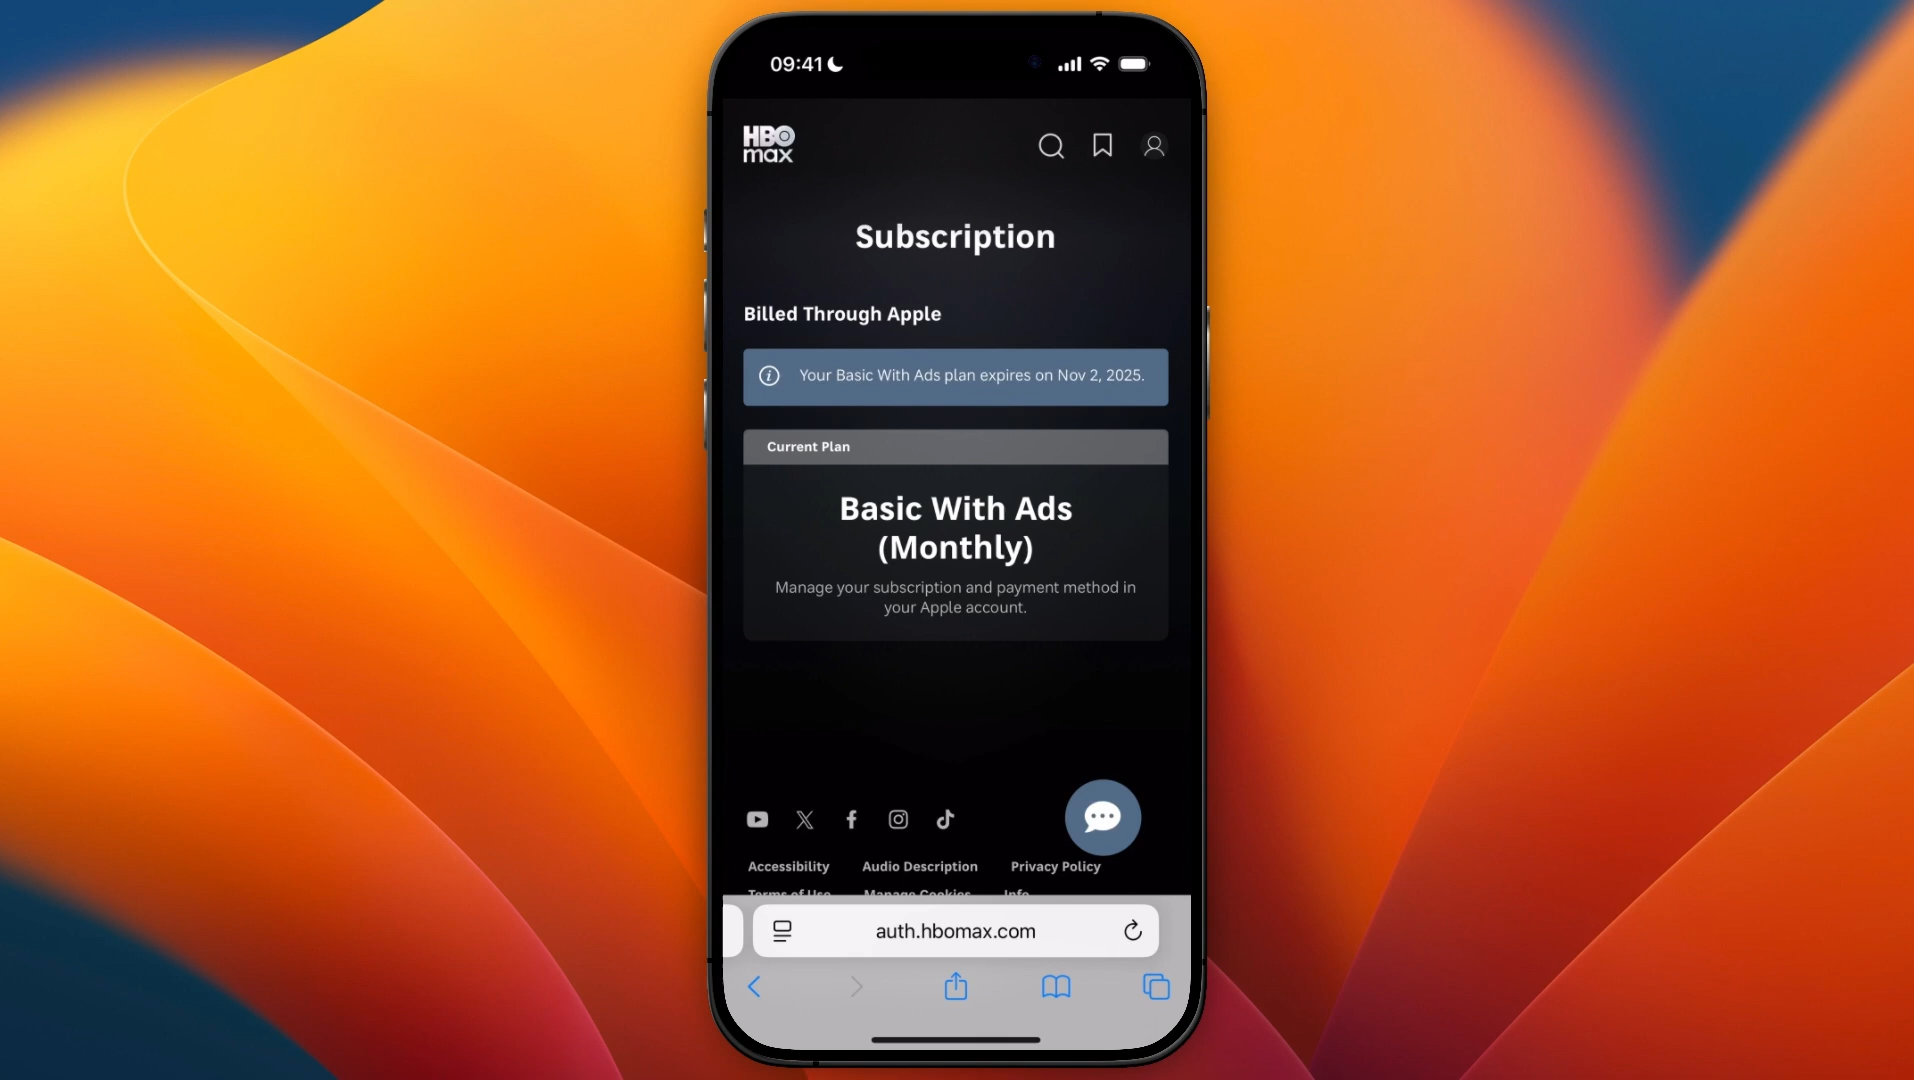 09:41
HBO
max
Subscription
Billed Through Apple
Your Basic With Ads plan expires on Nov 2, 2025.
Current Plan
Basic With Ads
(Monthly)
Manage your subscription and payment method in
your Apple account.
Accessibility Audio Description Privacy Policy
Terms of Use Manage Cookies Info
auth.hbomax.com